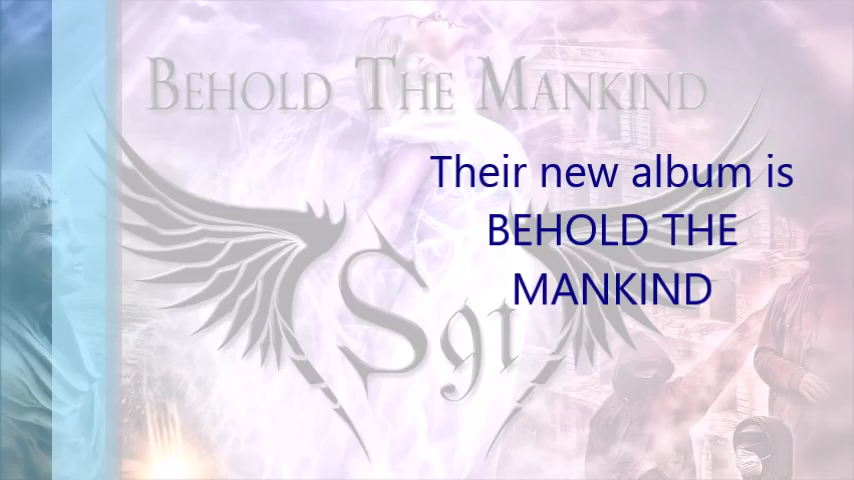 BEHOLD THE MANKIND
Their new album is
BEHOLD THE
MANKIND
S91